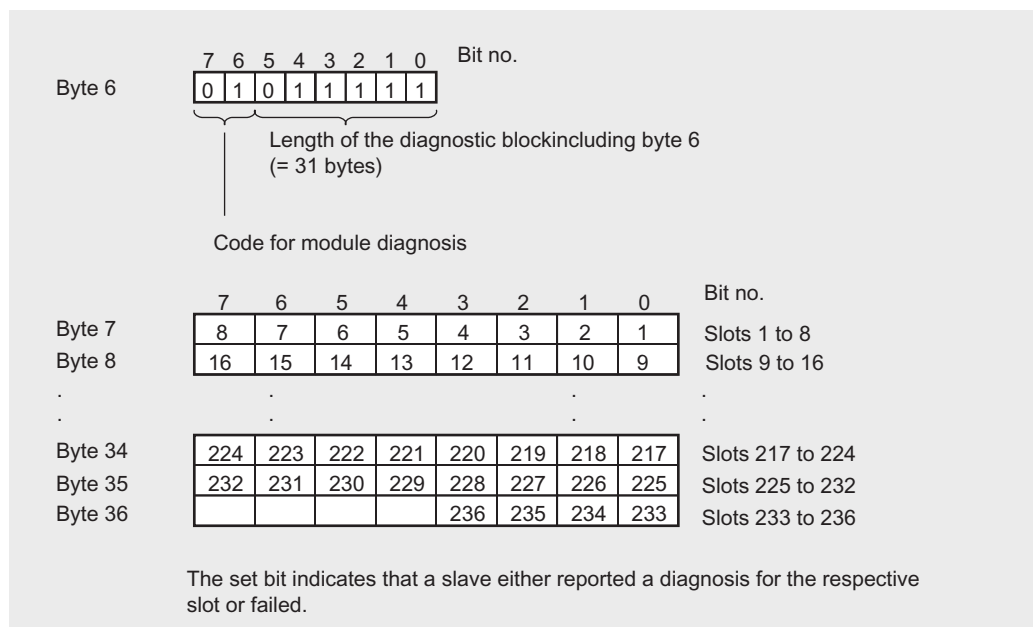 7 6 5 4 3 2 1 0 Bit no.
Byte 6 0 1 0 1 1 1 1 1
Length of the diagnostic blockincluding byte 6
(= 31 bytes)
Code for module diagnosis
7 6 5 4 3 2 1 0 Bit no.
Byte 7 8 7 6 5 4 3 2 1 Slots 1 to 8
Byte 8 16 15 14 13 12 11 10 9 Slots 9 to 16
. . . .
. . . .
Byte 34 224 223 222 221 220 219 218 217 Slots 217 to 224
Byte 35 232 231 230 229 228 227 226 225 Slots 225 to 232
Byte 36 236 235 234 233 Slots 233 to 236
The set bit indicates that a slave either reported a diagnosis for the respective
slot or failed.